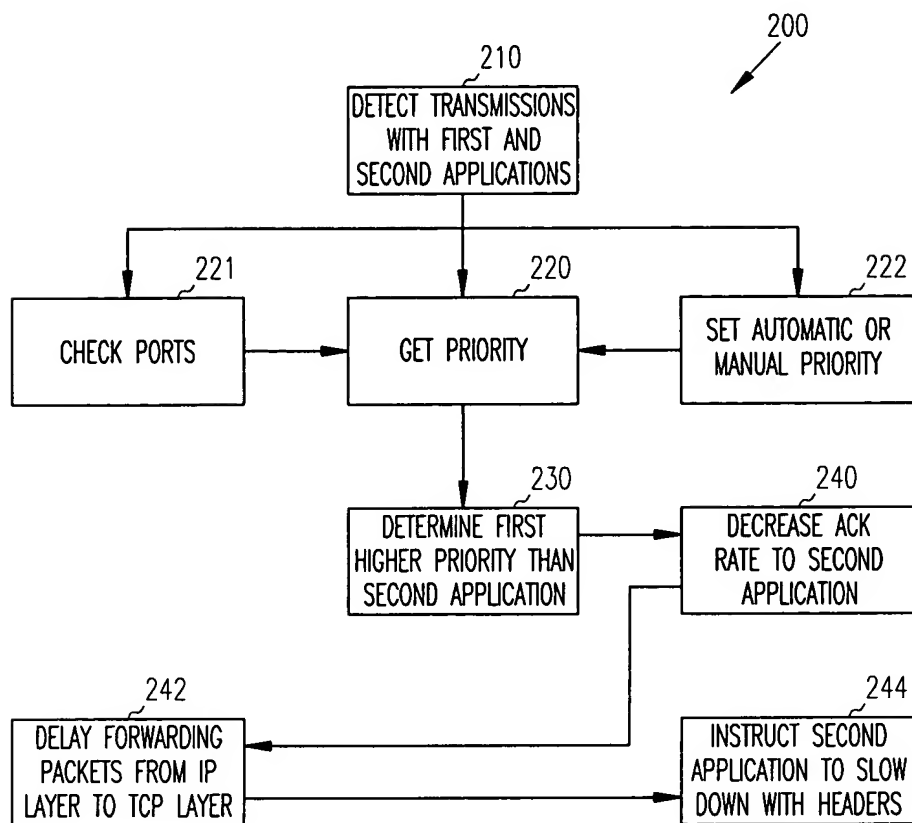 200
210
DETECT TRANSMISSIONS
WITH FIRST AND
SECOND APPLICATIONS
221
CHECK PORTS
220
GET PRIORITY
222
SET AUTOMATIC OR
MANUAL PRIORITY
230
DETERMINE FIRST
HIGHER PRIORITY THAN
SECOND APPLICATION
240
DECREASE ACK
RATE TO SECOND
APPLICATION
242
DELAY FORWARDING
PACKETS FROM IP
LAYER TO TCP LAYER
244
INSTRUCT SECOND
APPLICATION TO SLOW
DOWN WITH HEADERS